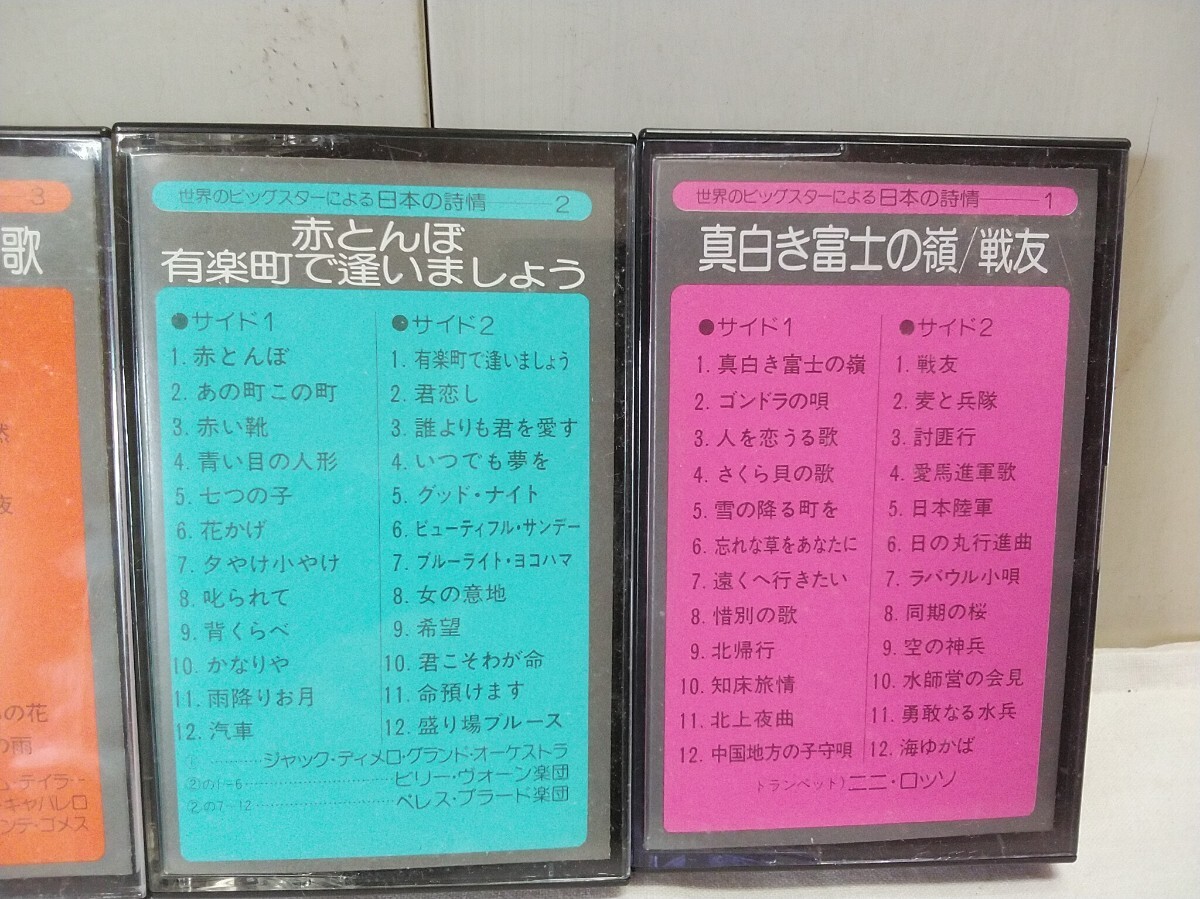 3
歌
然
夜
の花
の雨
ム・テイラー
・キャバレロ
ンテ・ゴメス
世界のビッグスターによる日本の詩情 2
赤とんぼ
有楽町で逢いましょう
●サイド1
1. 赤とんぼ
2. あの町この町
3. 赤い靴
4. 青い目の人形
5. 七つの子
6. 花かげ
7. 夕やけ小やけ
8. 叱られて
9. 背くらべ
10. かなりや
11. 雨降りお月
12. 汽車
●サイド2
1. 有楽町で逢いましょう
2. 君恋し
3. 誰よりも君を愛す
4. いつでも夢を
5. グッド・ナイト
6. ビューティフル・サンデー
7. ブルーライト・ヨコハマ
8. 女の意地
9. 希望
10. 君こそわが命
11. 命預けます
12. 盛り場ブルース
① ジャック・ディメロ・グランド・オーケストラ
②の1−6 ビリー・ヴォーン楽団
②の7−12 ペレス・プラード楽団
世界のビッグスターによる日本の詩情 1
真白き富士の嶺/戦友
●サイド1
1. 真白き富士の嶺
2. ゴンドラの唄
3. 人を恋うる歌
4. さくら貝の歌
5. 雪の降る町を
6. 忘れな草をあなたに
7. 遠くへ行きたい
8. 惜別の歌
9. 北帰行
10. 知床旅情
11. 北上夜曲
12. 中国地方の子守唄
●サイド2
1. 戦友
2. 麦と兵隊
3. 討匪行
4. 愛馬進軍歌
5. 日本陸軍
6. 日の丸行進曲
7. ラバウル小唄
8. 同期の桜
9. 空の神兵
10. 水師営の会見
11. 勇敢なる水兵
12. 海ゆかば
トランペット)ニニ・ロッソ